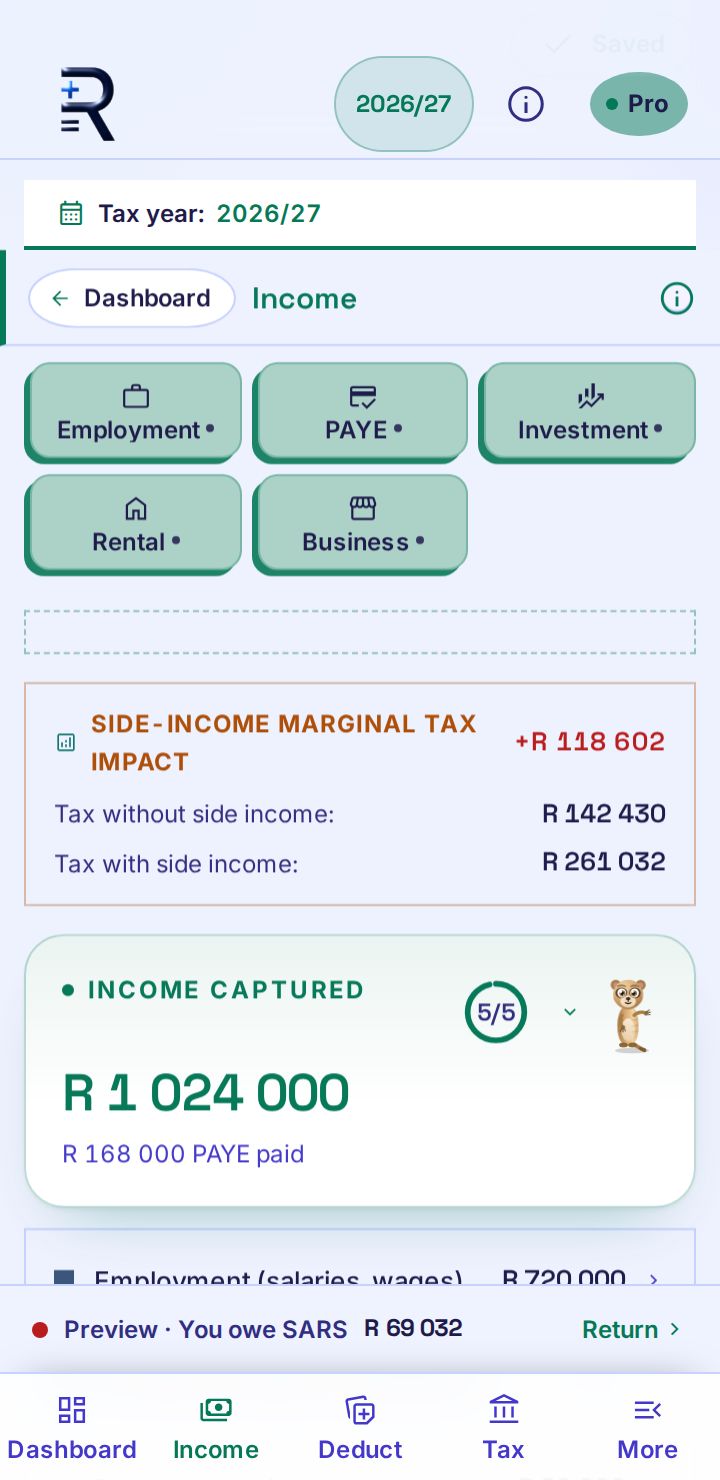 Saved
2026/27
Pro
Tax year: 2026/27
Dashboard
Income
Employment
PAYE
Investment
Rental
Business
SIDE-INCOME MARGINAL TAX
IMPACT
+R 118 602
Tax without side income: R 142 430
Tax with side income: R 261 032
INCOME CAPTURED
5/5
R 1 024 000
R 168 000 PAYE paid
Employment (salaries, wages) R 720 000
Preview · You owe SARS R 69 032 Return
Dashboard Income Deduct Tax More